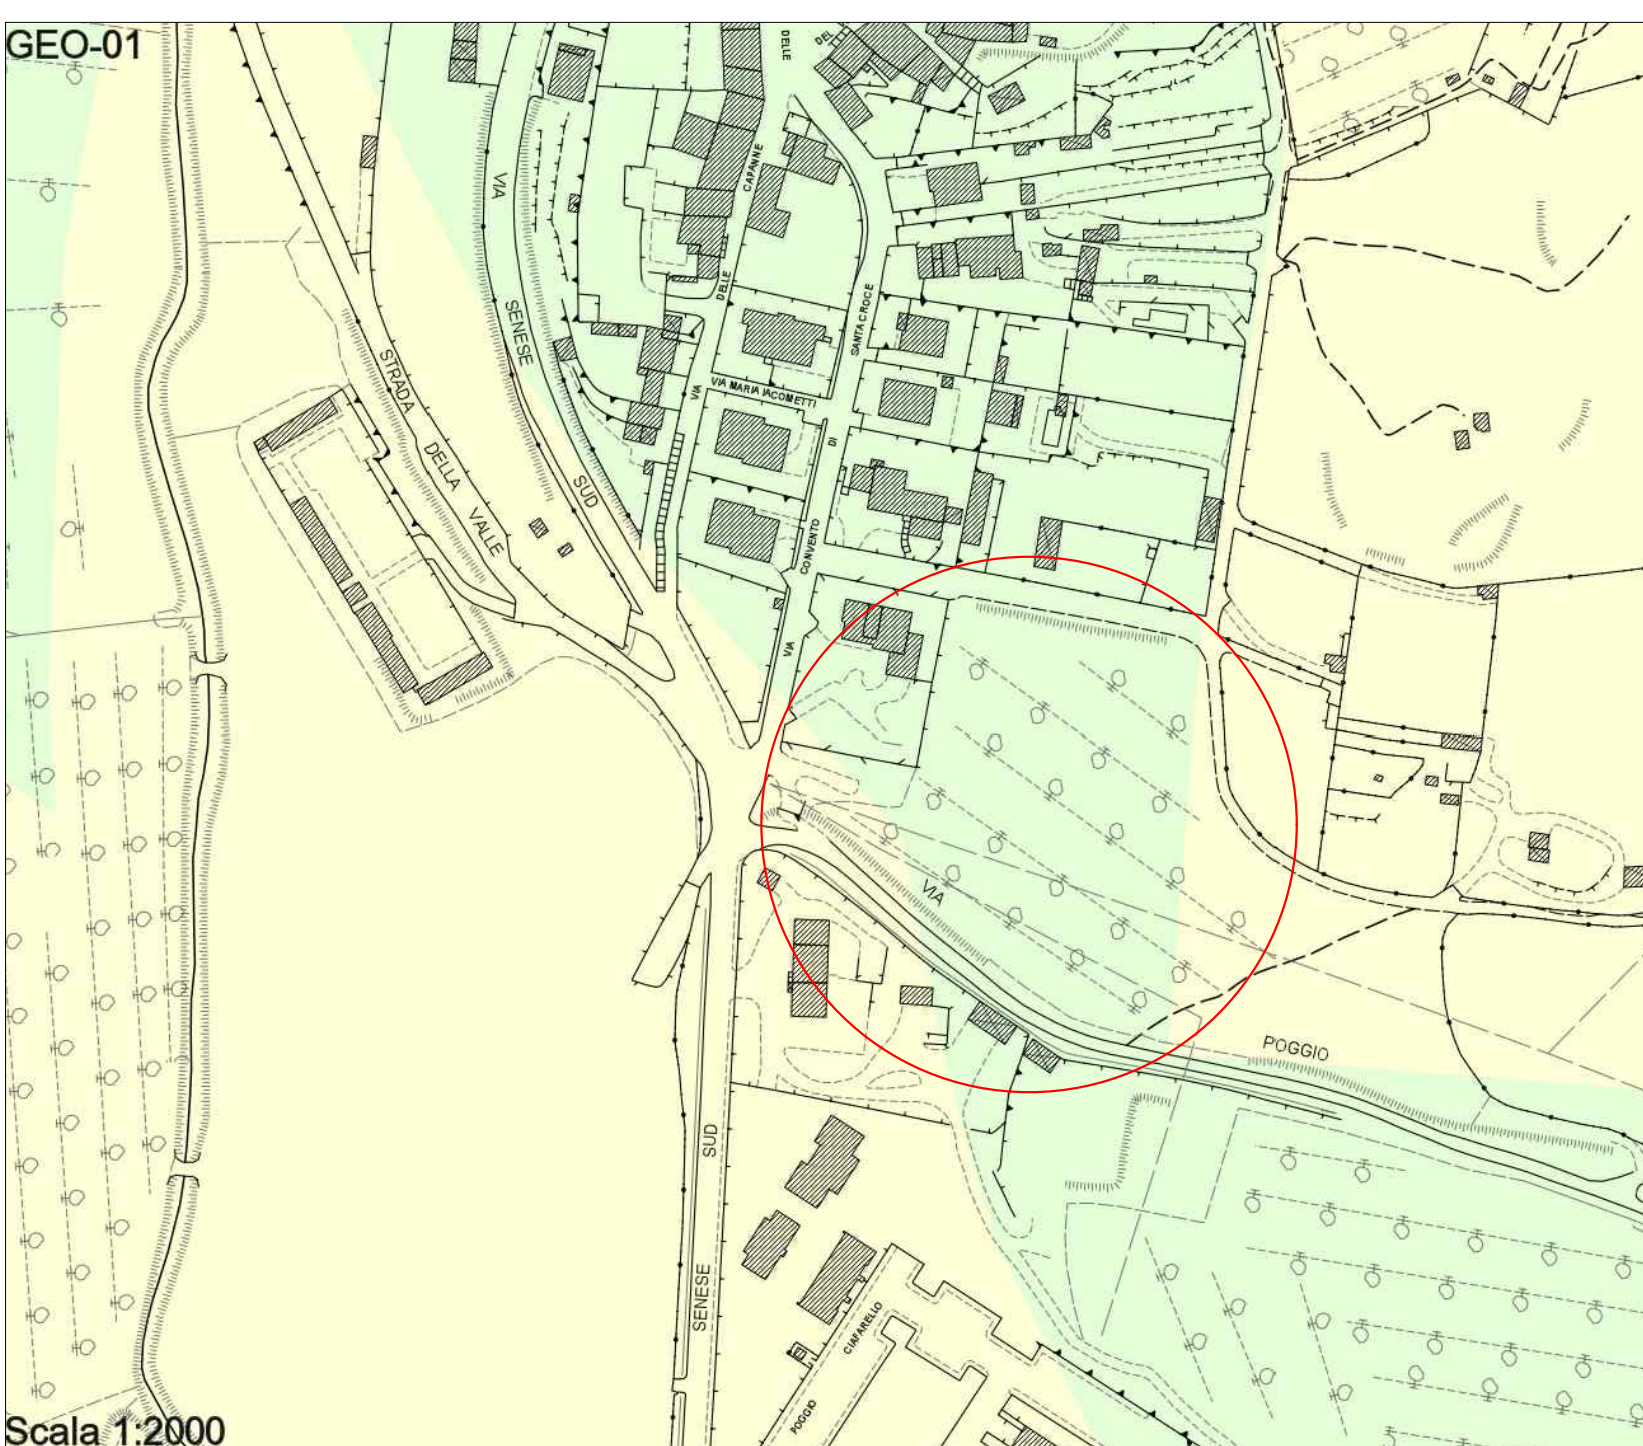 GEO-01
DELLE
DEL
CAPANNE
DELLE
VIA
VIA
SENESE
SUD
STRADA
DELLA
VALLE
SANTA CROCE
DI
CONVENTO
VIA
VIA MARIA IACOMETTI
VIA
POGGIO
SUD
SENESE
CIAFARELLO
POGGIO
Scala 1:2000